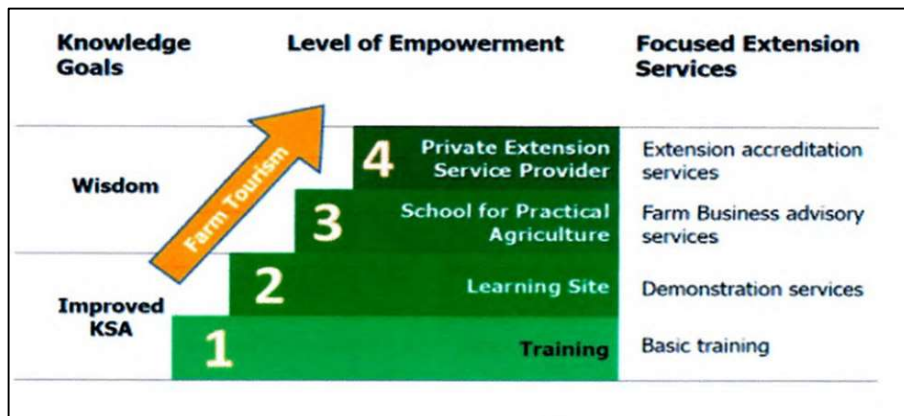 Knowledge
Goals
Level of Empowerment
Focused Extension
Services
Wisdom
Improved
KSA
Farm Tourism
4
Private Extension
Service Provider
Extension accreditation
services
3
School for Practical
Agriculture
Farm Business advisory
services
2
Learning Site
Demonstration services
1
Training
Basic training